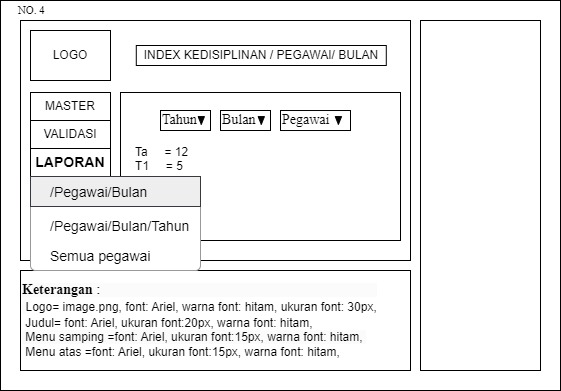 NO. 4
LOGO
INDEX KEDISIPLINAN / PEGAWAI/ BULAN
MASTER
VALIDASI
LAPORAN
/Pegawai/Bulan
/Pegawai/Bulan/Tahun
Semua pegawai
Tahun▼ Bulan▼ Pegawai ▼
Ta = 12
T1 = 5
Keterangan :
Logo= image.png, font: Ariel, warna font: hitam, ukuran font: 30px,
Judul= font: Ariel, ukuran font:20px, warna font: hitam,
Menu samping =font: Ariel, ukuran font:15px, warna font: hitam,
Menu atas =font: Ariel, ukuran font:15px, warna font: hitam,